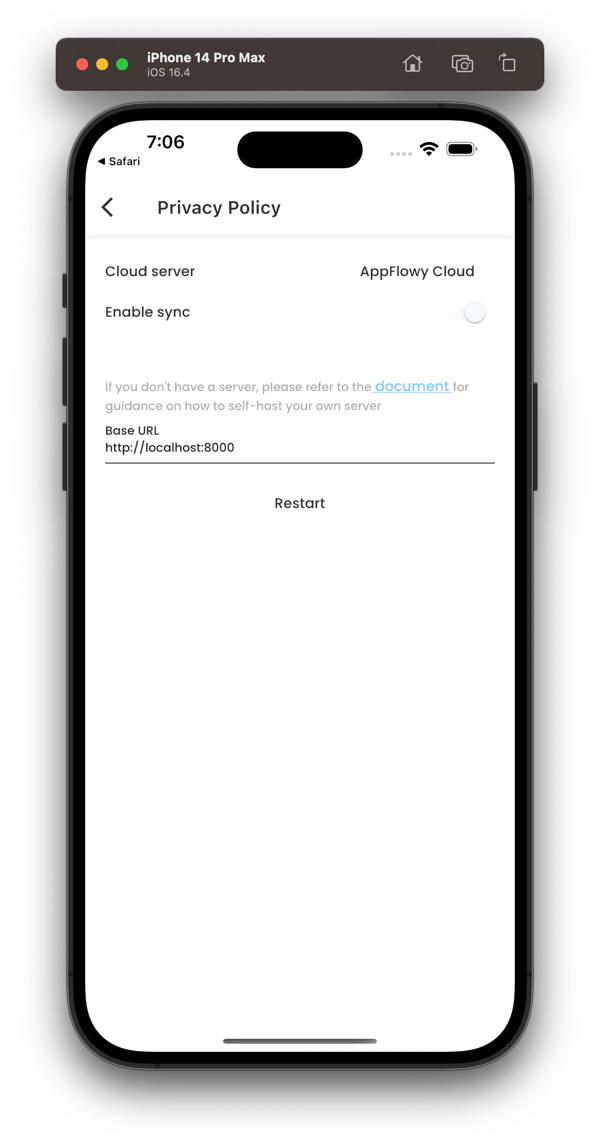 iPhone 14 Pro Max
iOS 16.4
7:06
◀ Safari
Privacy Policy
Cloud server AppFlowy Cloud
Enable sync
If you don't have a server, please refer to the document for
guidance on how to self-host your own server
Base URL
http://localhost:8000
Restart